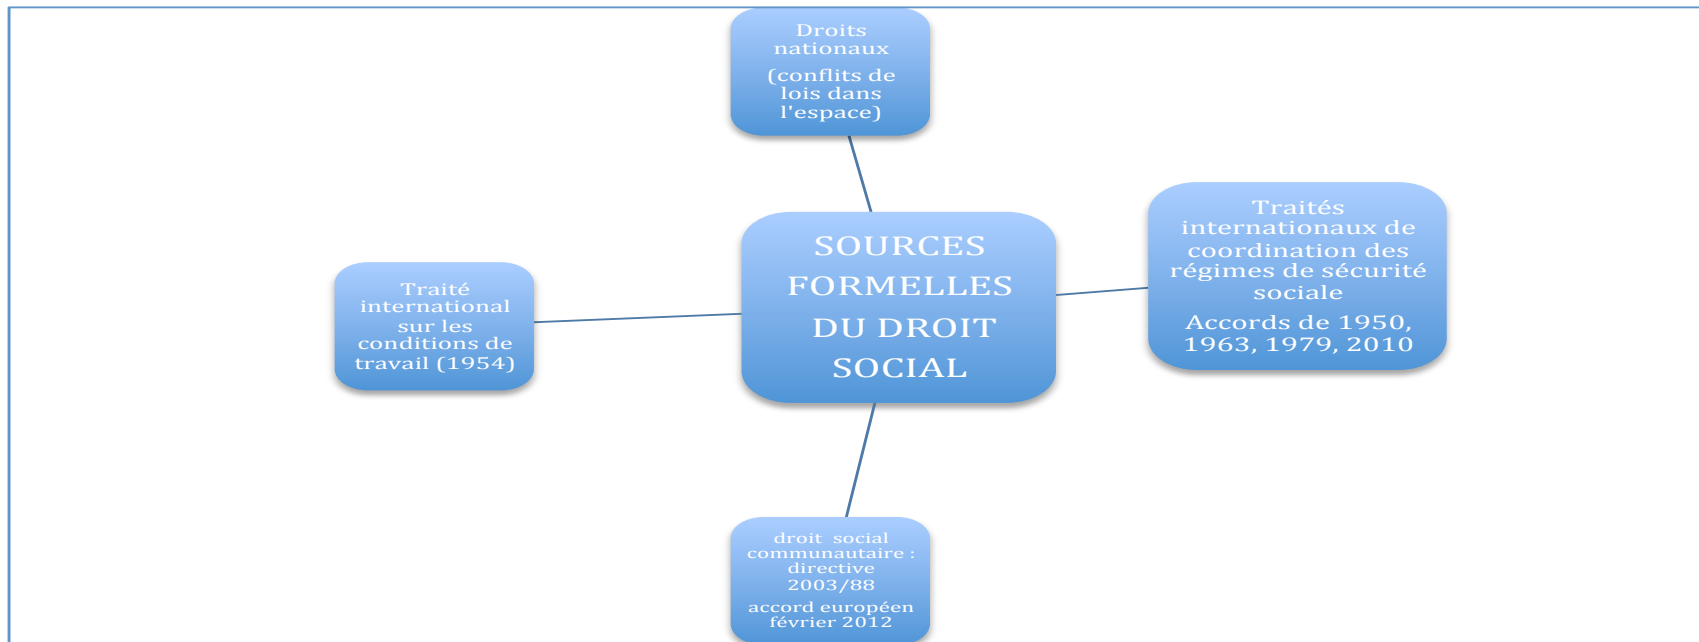 Droits
nationaux
(conflits de
lois dans
l'espace)
Traités
internationaux de
coordination des
régimes de sécurité
sociale
Accords de 1950,
1963, 1979, 2010
SOURCES
FORMELLES
DU DROIT
SOCIAL
Traité
international
sur les
conditions de
travail (1954)
droit social
communautaire :
directive
2003/88
accord européen
février 2012